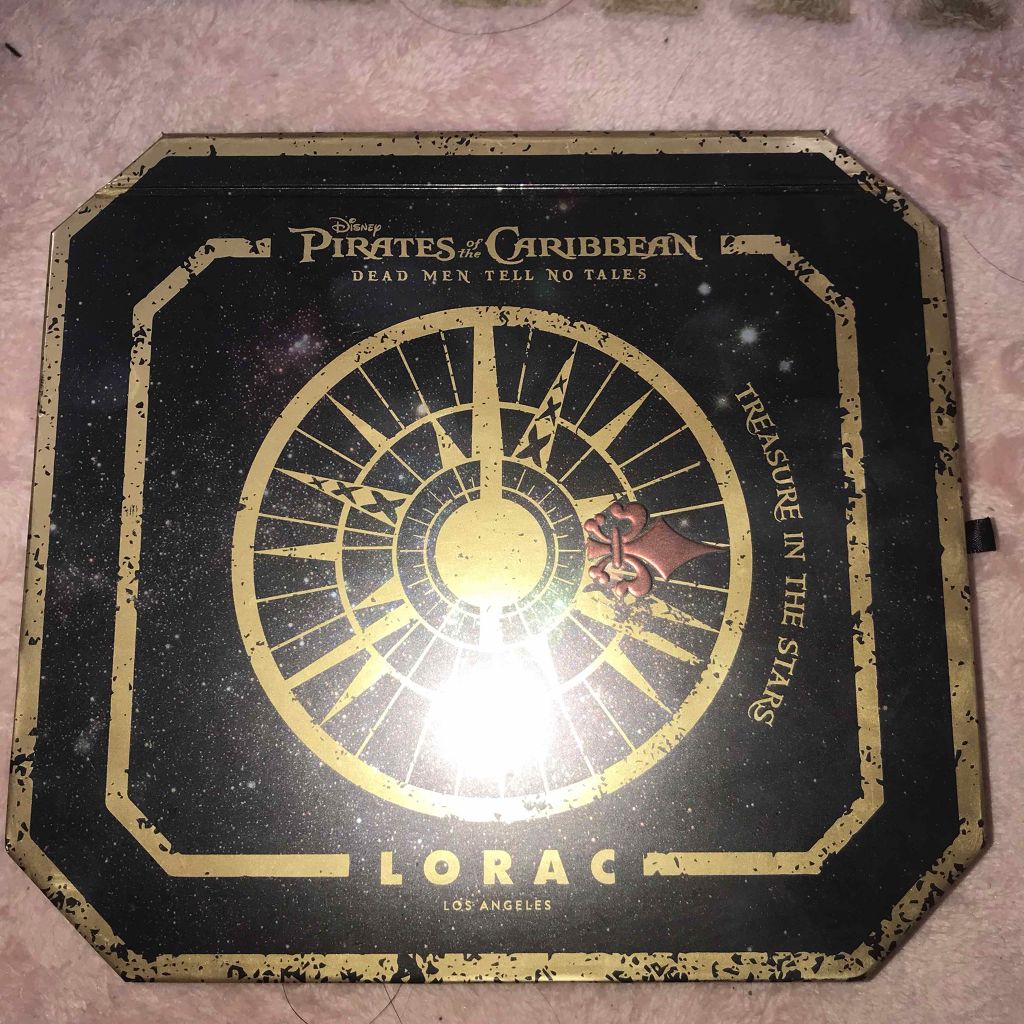 Disney
PIRATES of the CARIBBEAN
DEAD MEN TELL NO TALES
TREASURE IN THE STARS
LORAC
LOS ANGELES